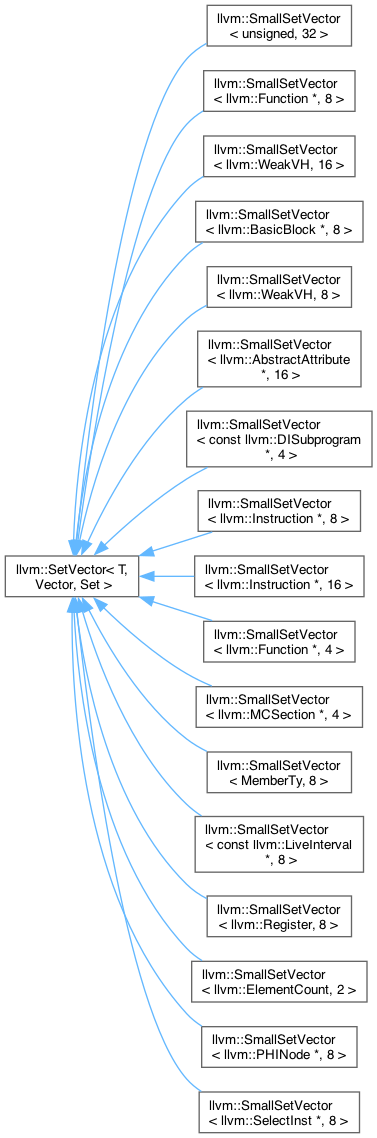 llvm::SmallSetVector
< unsigned, 32 >
llvm::SmallSetVector
< llvm::Function *, 8 >
llvm::SmallSetVector
< llvm::WeakVH, 16 >
llvm::SmallSetVector
< llvm::BasicBlock *, 8 >
llvm::SmallSetVector
< llvm::WeakVH, 8 >
llvm::SmallSetVector
< llvm::AbstractAttribute
*, 16 >
llvm::SmallSetVector
< const llvm::DISubprogram
*, 4 >
llvm::SmallSetVector
< llvm::Instruction *, 8 >
llvm::SetVector< T,
Vector, Set >
llvm::SmallSetVector
< llvm::Instruction *, 16 >
llvm::SmallSetVector
< llvm::Function *, 4 >
llvm::SmallSetVector
< llvm::MCSection *, 4 >
llvm::SmallSetVector
< MemberTy, 8 >
llvm::SmallSetVector
< const llvm::LiveInterval
*, 8 >
llvm::SmallSetVector
< llvm::Register, 8 >
llvm::SmallSetVector
< llvm::ElementCount, 2 >
llvm::SmallSetVector
< llvm::PHINode *, 8 >
llvm::SmallSetVector
< llvm::SelectInst *, 8 >